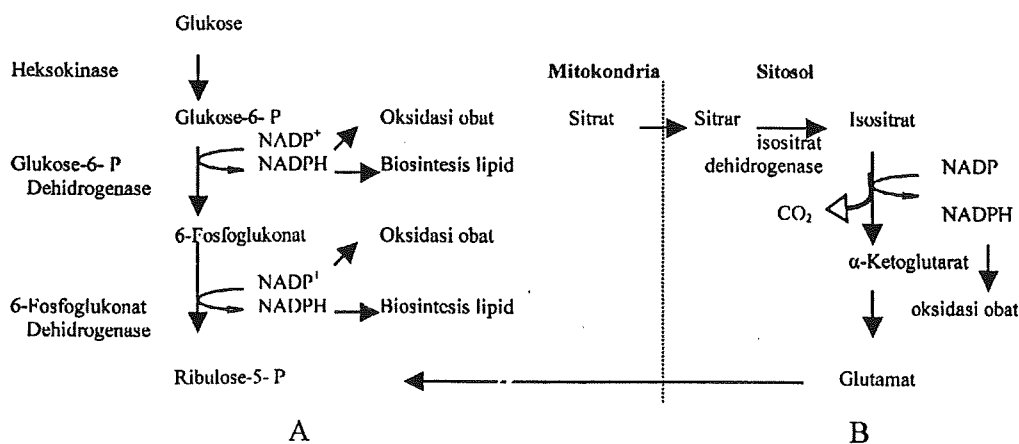 Glukose
Heksokinase
Glukose-6- P
NADP+
NADPH
Oksidasi obat
Biosintesis lipid
Glukose-6- P
Dehidrogenase
6-Fosfoglukonat
Oksidasi obat
NADP+
NADPH
Biosintesis lipid
6-Fosfoglukonat
Dehidrogenase
Ribulose-5- P
A
Mitokondria
Sitosol
Sitrat
Sitrar
isositrat
dehidrogenase
Isositrat
NADP
NADPH
CO₂
α-Ketoglutarat
oksidasi obat
Glutamat
B